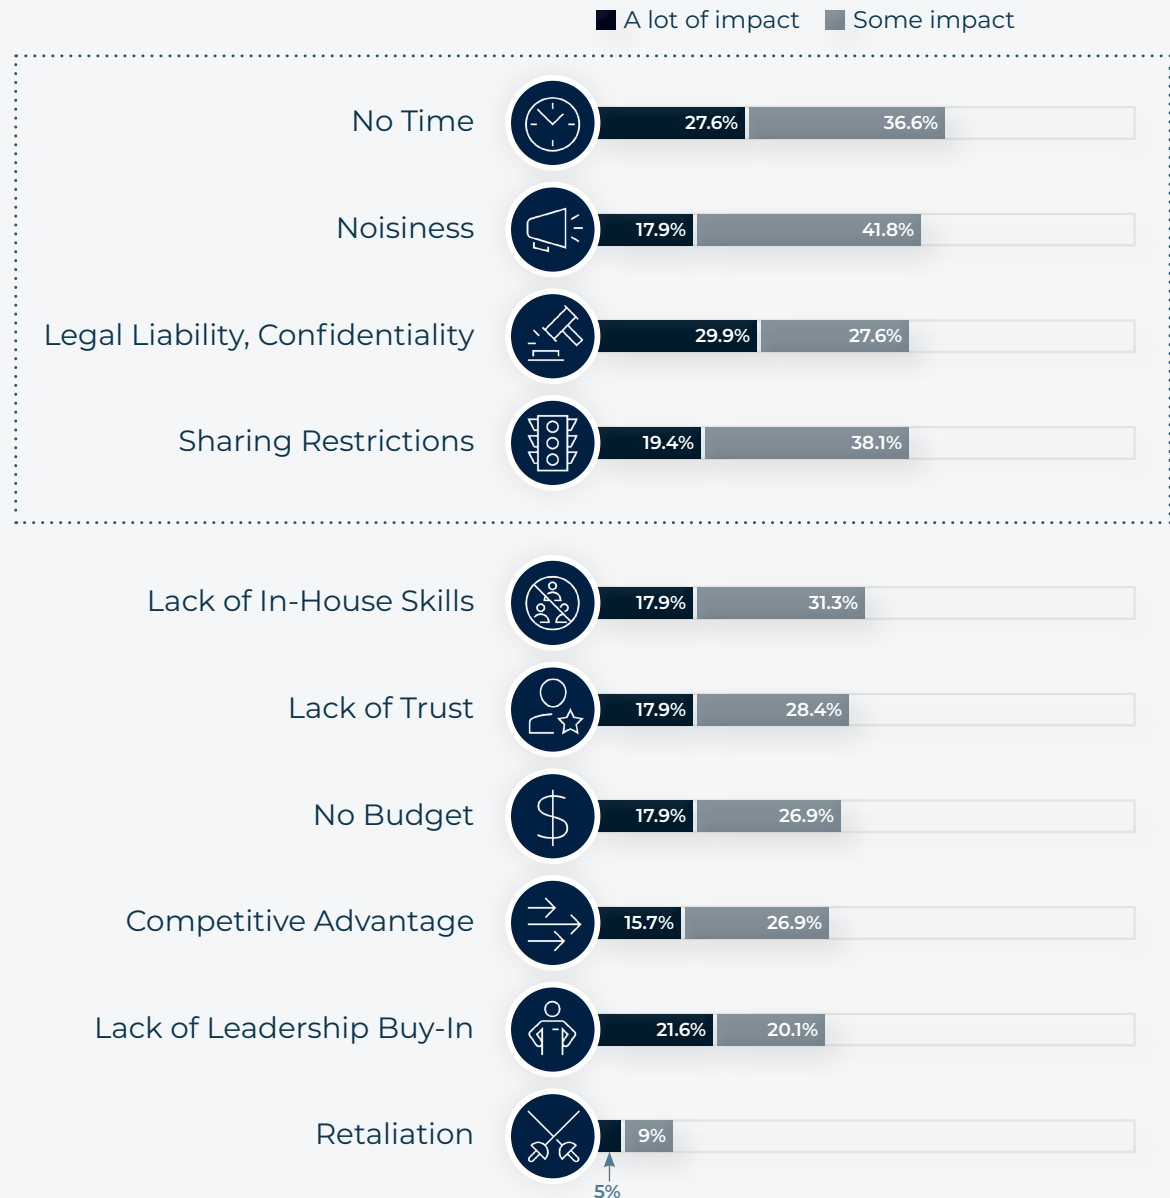 A lot of impact Some impact
No Time 27.6% 36.6%
Noisiness 17.9% 41.8%
Legal Liability, Confidentiality 29.9% 27.6%
Sharing Restrictions 19.4% 38.1%
Lack of In-House Skills 17.9% 31.3%
Lack of Trust 17.9% 28.4%
No Budget 17.9% 26.9%
Competitive Advantage 15.7% 26.9%
Lack of Leadership Buy-In 21.6% 20.1%
Retaliation 9%
5%